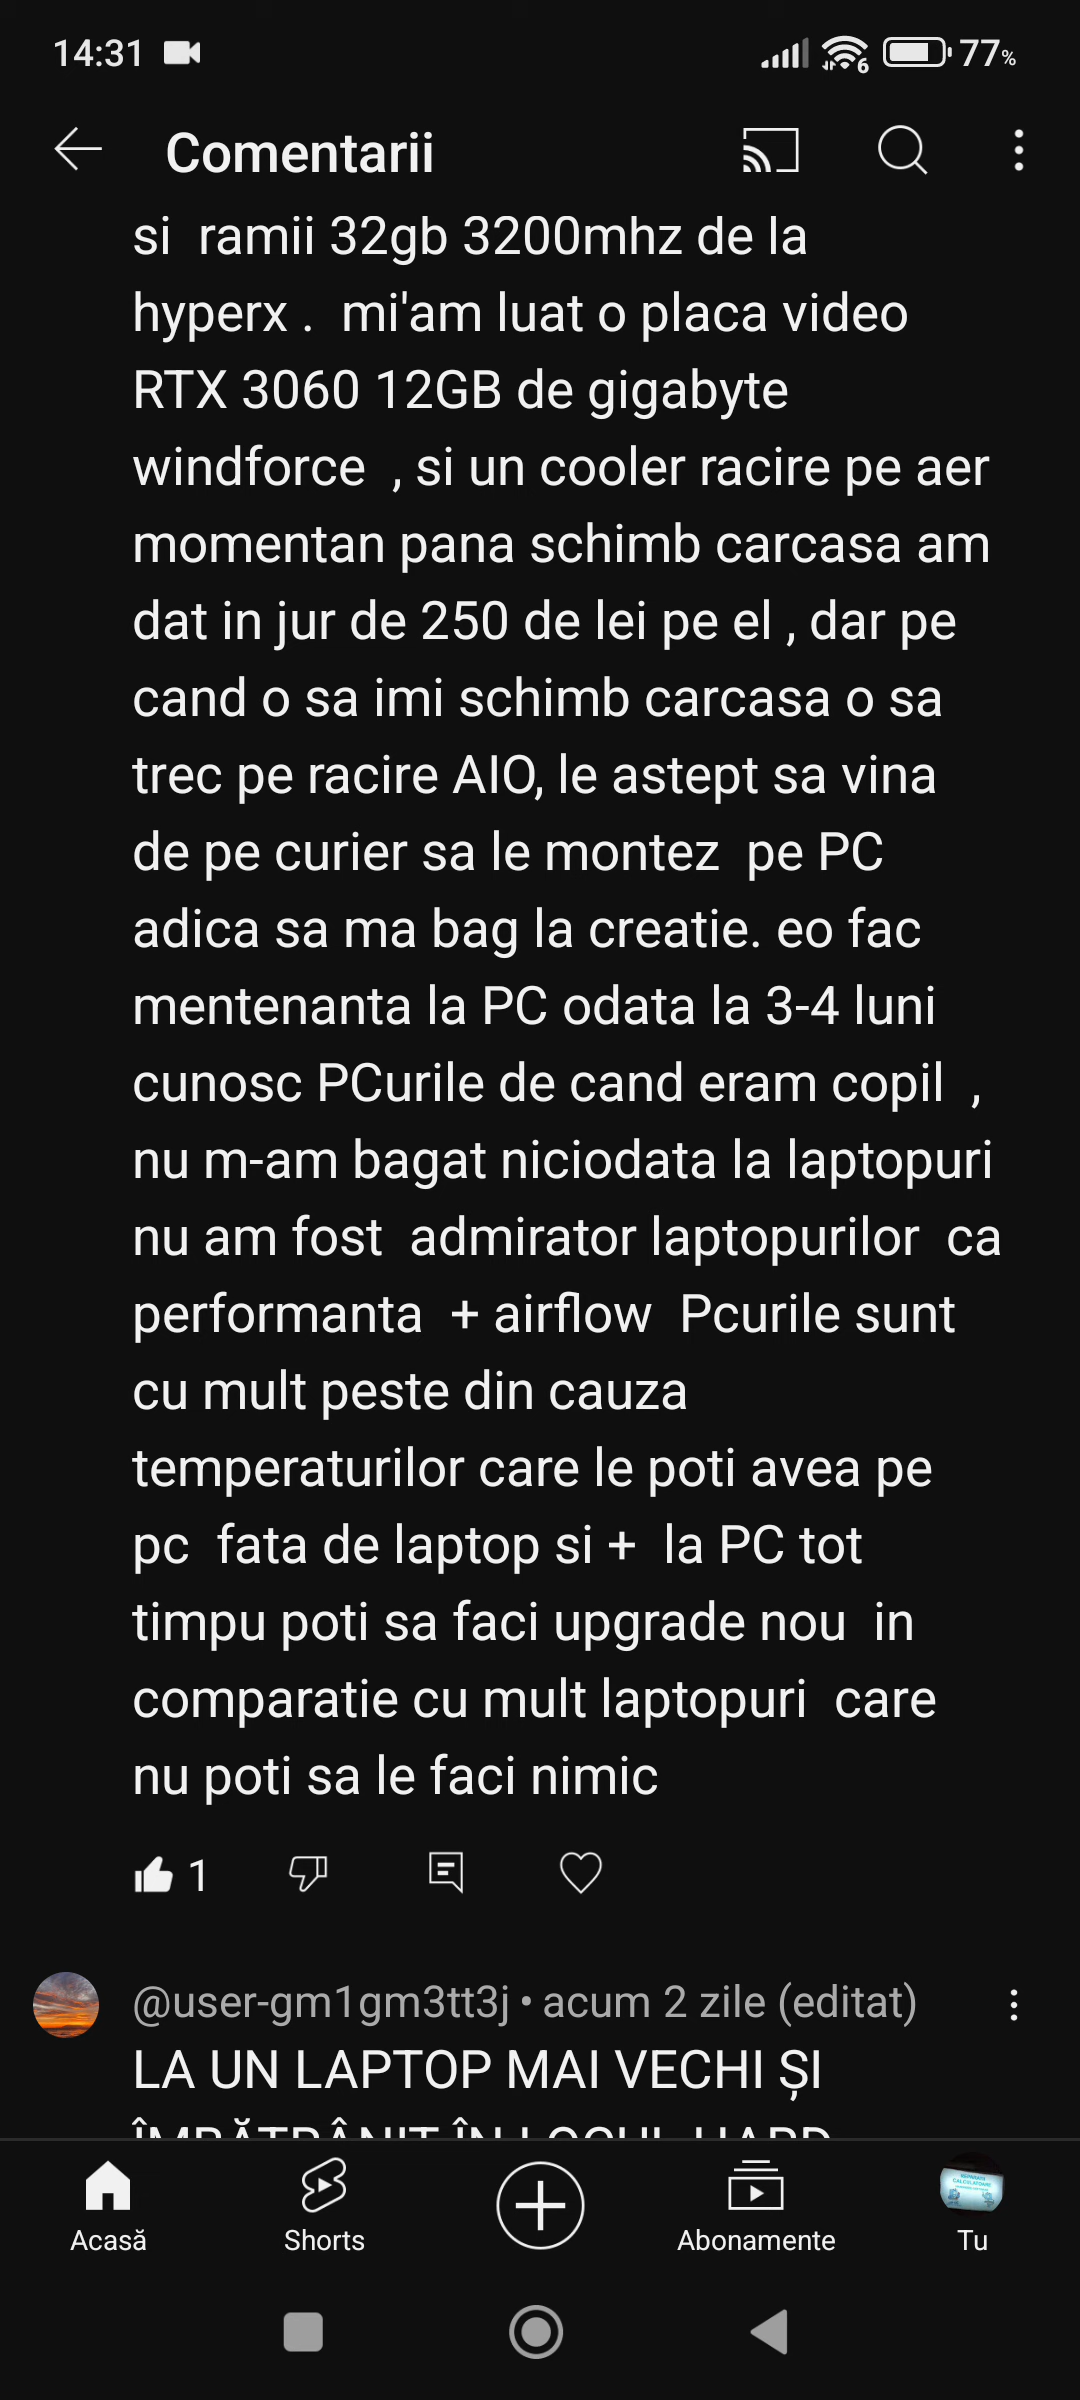 14:31
6
77%
Comentarii
si ramii 32gb 3200mhz de la
hyperx . mi'am luat o placa video
RTX 3060 12GB de gigabyte
windforce , si un cooler racire pe aer
momentan pana schimb carcasa am
dat in jur de 250 de lei pe el , dar pe
cand o sa imi schimb carcasa o sa
trec pe racire AIO, le astept sa vina
de pe curier sa le montez pe PC
adica sa ma bag la creatie. eo fac
mentenanta la PC odata la 3-4 luni
cunosc PCurile de cand eram copil ,
nu m-am bagat niciodata la laptopuri
nu am fost admirator laptopurilor ca
performanta + airflow Pcurile sunt
cu mult peste din cauza
temperaturilor care le poti avea pe
pc fata de laptop si + la PC tot
timpu poti sa faci upgrade nou in
comparatie cu mult laptopuri care
nu poti sa le faci nimic
1
@user-gm1gm3tt3j • acum 2 zile (editat)
LA UN LAPTOP MAI VECHI ȘI
ÎMBĂTRÂNIT ÎN LOCUL HARD
Acasă
Shorts
Abonamente
Tu